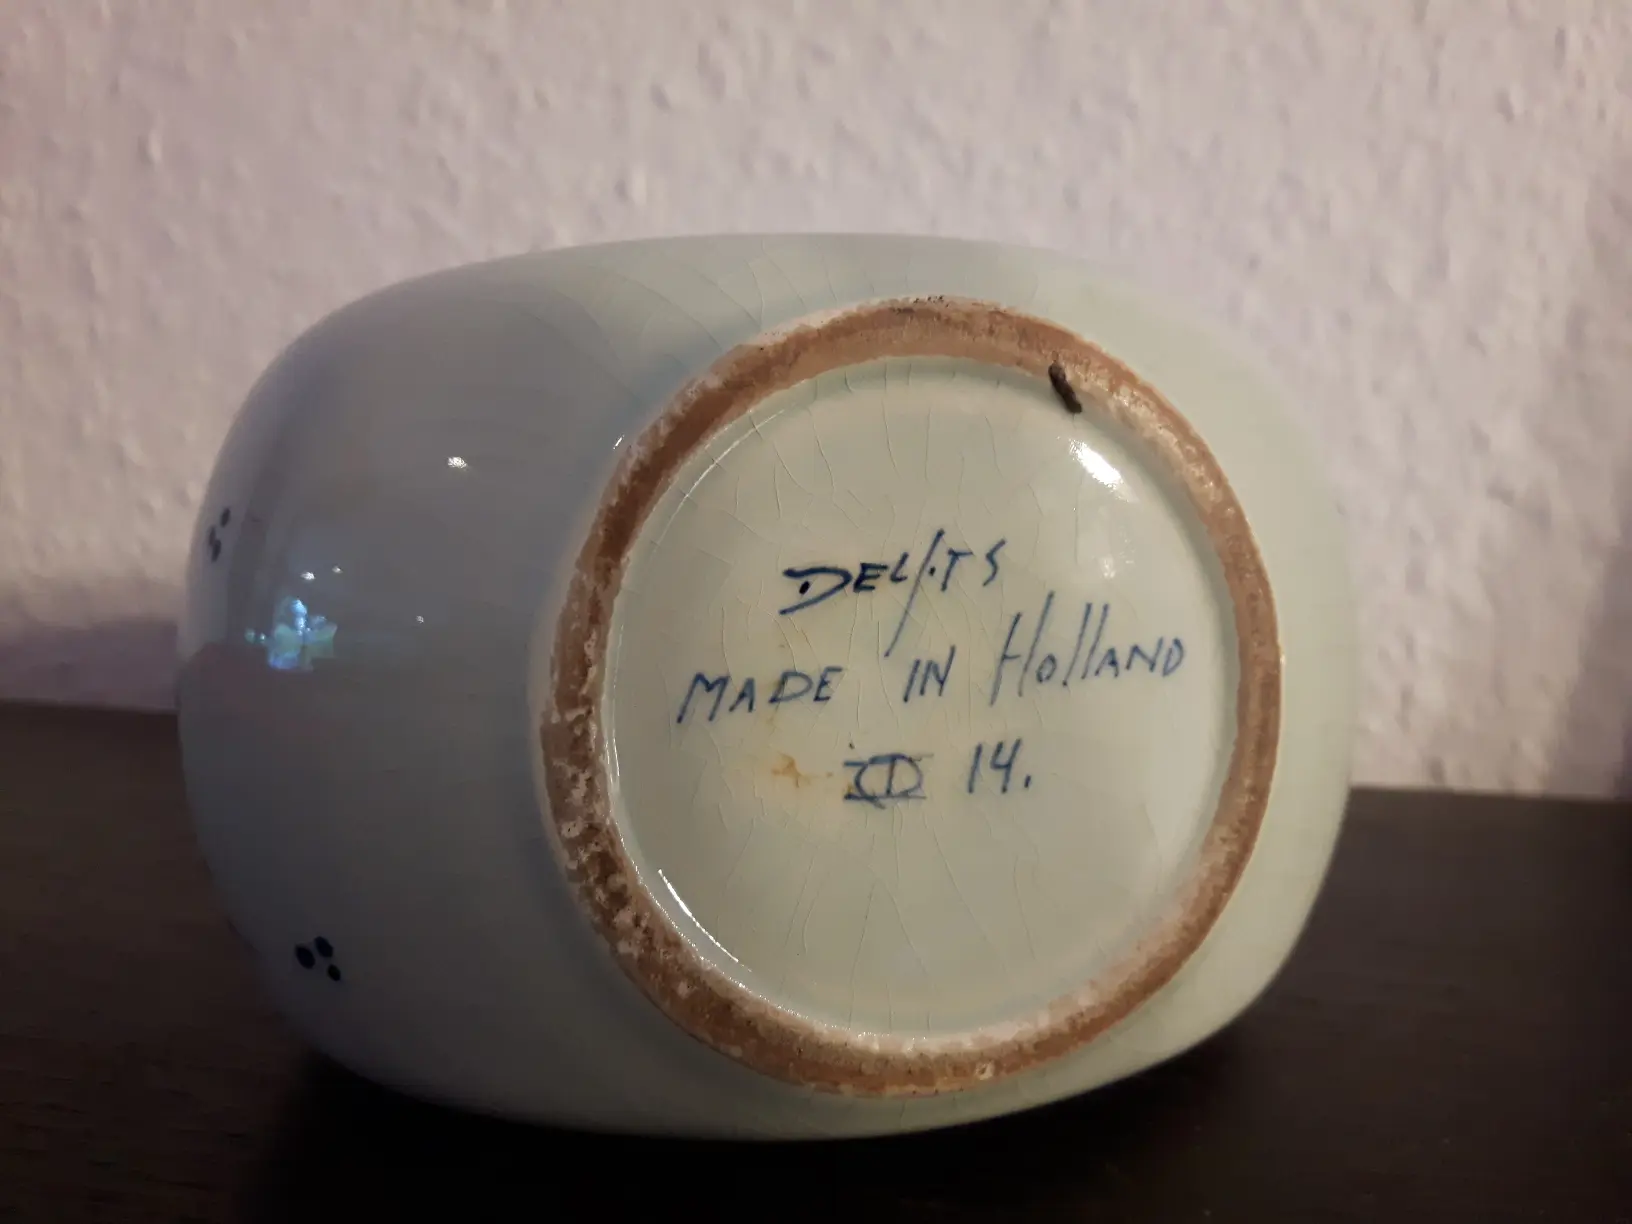 DELfTS
MADE IN HOllAND
14.